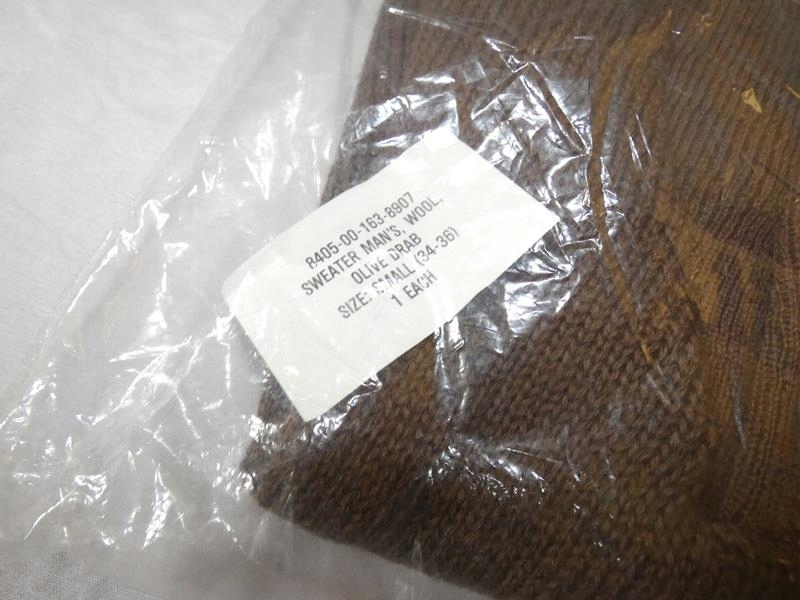 8405-00-163-8907
SWEATER MAN'S, WOOL,
OLIVE DRAB
SIZE: SMALL (34-36)
1 EACH